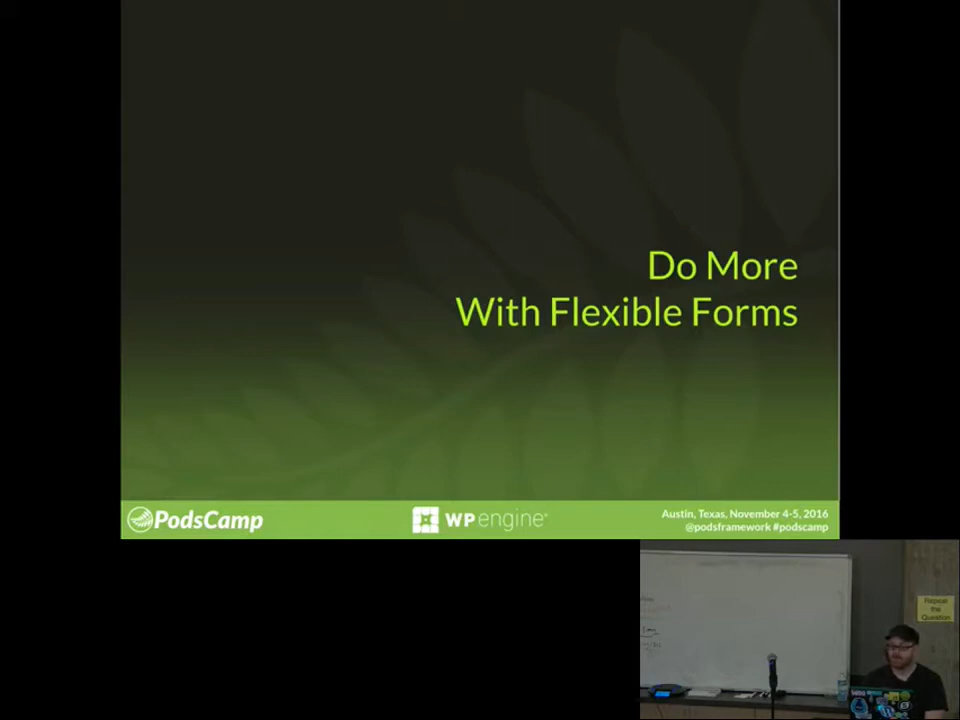 Do More
With Flexible Forms
PodsCamp
WP engine
Austin, Texas, November 4-5, 2016
@podsframework #podscamp
Repeat
the
Question